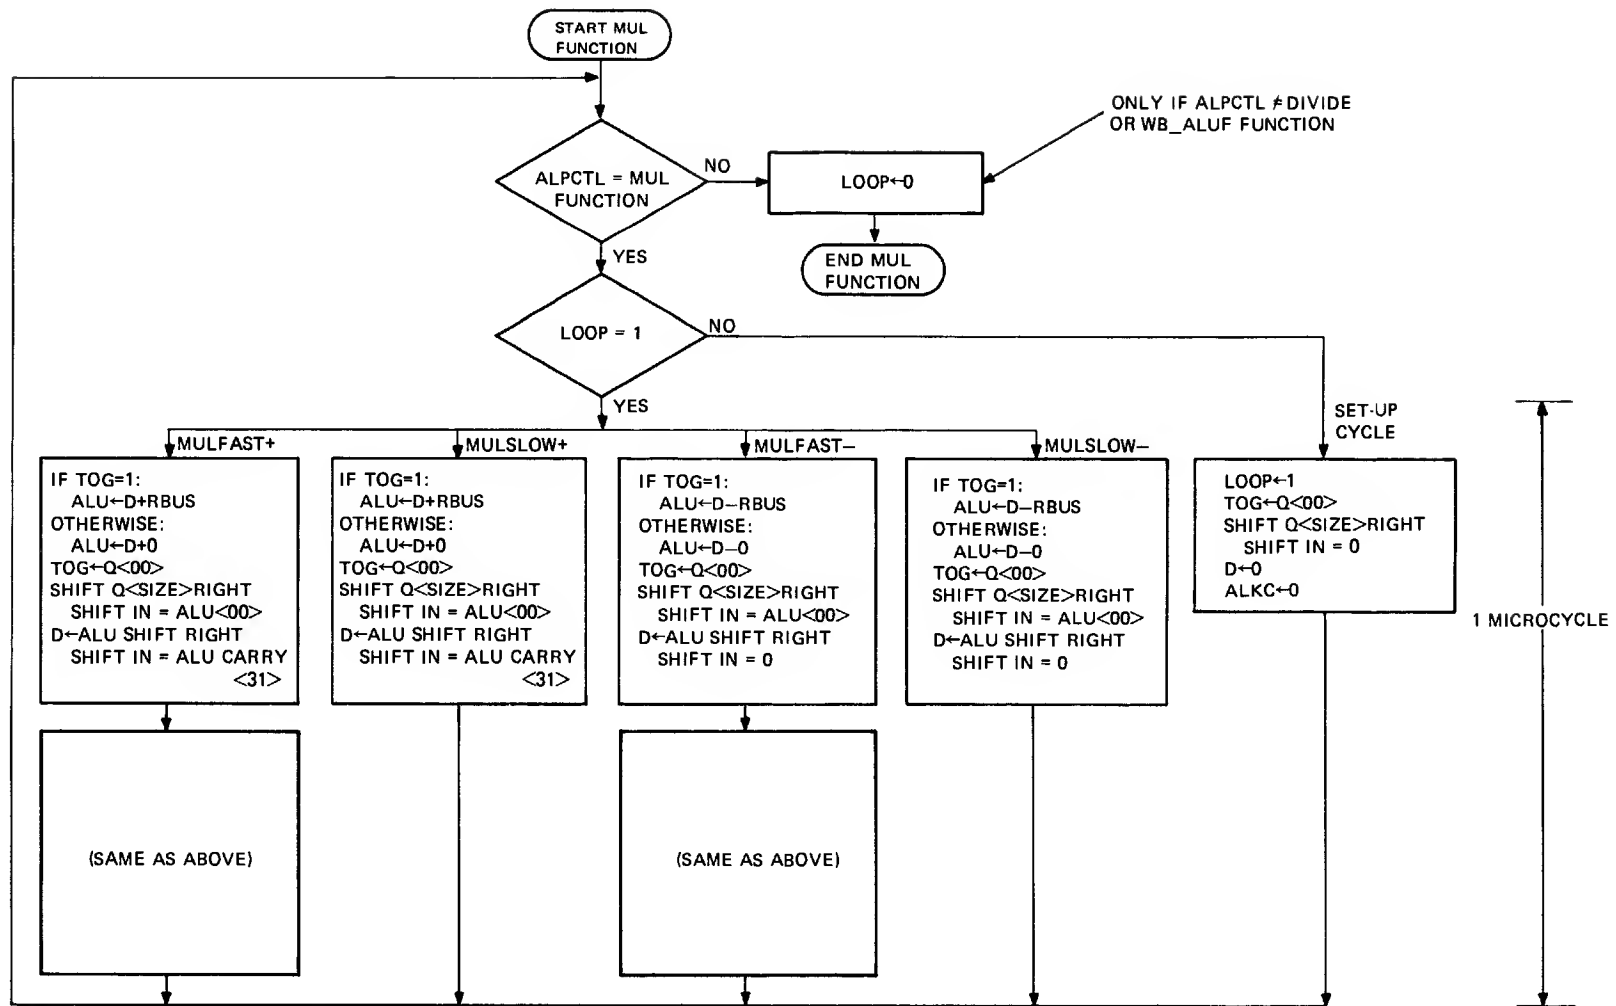 START MUL
FUNCTION
ONLY IF ALPCTL ≠ DIVIDE
OR WB_ALUF FUNCTION
ALPCTL = MUL
FUNCTION
NO
LOOP←0
YES
END MUL
FUNCTION
LOOP = 1
NO
YES
SET-UP
CYCLE
MULFAST+
IF TOG=1:
ALU←D+RBUS
OTHERWISE:
ALU←D+0
TOG←Q<00>
SHIFT Q<SIZE>RIGHT
SHIFT IN = ALU<00>
D←ALU SHIFT RIGHT
SHIFT IN = ALU CARRY
<31>
(SAME AS ABOVE)
MULSLOW+
IF TOG=1:
ALU←D+RBUS
OTHERWISE:
ALU←D+0
TOG←Q<00>
SHIFT Q<SIZE>RIGHT
SHIFT IN = ALU<00>
D←ALU SHIFT RIGHT
SHIFT IN = ALU CARRY
<31>
MULFAST−
IF TOG=1:
ALU←D−RBUS
OTHERWISE:
ALU←D−0
TOG←Q<00>
SHIFT Q<SIZE>RIGHT
SHIFT IN = ALU<00>
D←ALU SHIFT RIGHT
SHIFT IN = 0
(SAME AS ABOVE)
MULSLOW−
IF TOG=1:
ALU←D−RBUS
OTHERWISE:
ALU←D−0
TOG←Q<00>
SHIFT Q<SIZE>RIGHT
SHIFT IN = ALU<00>
D←ALU SHIFT RIGHT
SHIFT IN = 0
LOOP←1
TOG←Q<00>
SHIFT Q<SIZE>RIGHT
SHIFT IN = 0
D←0
ALKC←0
1 MICROCYCLE